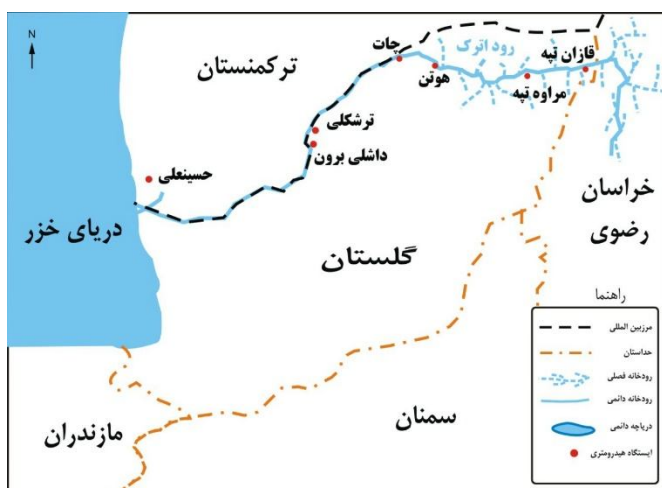 N
چات
رود اترک
قازان تپه
هوتن
مراوه تپه
ترکمنستان
ترشکلی
داشلی برون
حسینعلی
دریای خزر
گلستان
خراسان
رضوی
سمنان
مازندران
راهنما
مرزبین المللی
حداستان
رودخانه فصلی
رودخانه دائمی
دریاچه دائمی
ایستگاه هیدرومتری